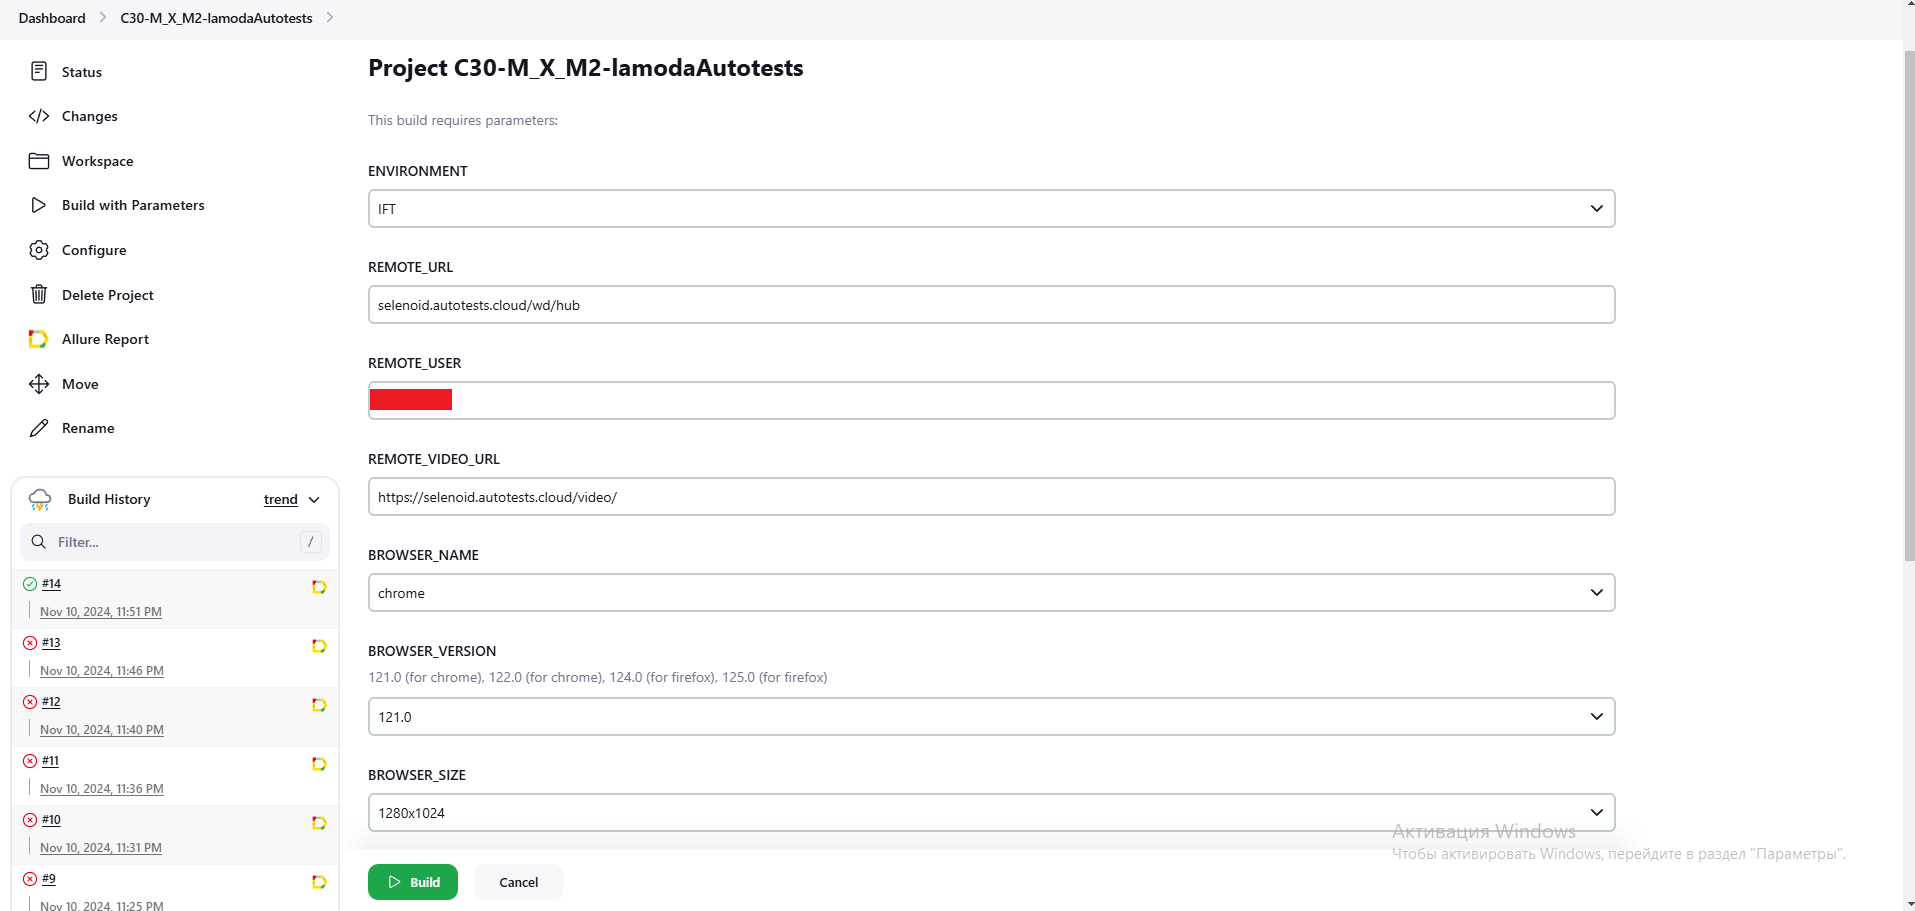 Dashboard
C30-M_X_M2-lamodaAutotests
Status
Changes
Workspace
Build with Parameters
Configure
Delete Project
Allure Report
Move
Rename
Build History
trend
Filter...
/
#14
Nov 10, 2024, 11:51 PM
#13
Nov 10, 2024, 11:46 PM
#12
Nov 10, 2024, 11:40 PM
#11
Nov 10, 2024, 11:36 PM
#10
Nov 10, 2024, 11:31 PM
#9
Nov 10, 2024, 11:25 PM
Project C30-M_X_M2-lamodaAutotests
This build requires parameters:
ENVIRONMENT
IFT
REMOTE_URL
selenoid.autotests.cloud/wd/hub
REMOTE_USER
REMOTE_VIDEO_URL
https://selenoid.autotests.cloud/video/
BROWSER_NAME
chrome
BROWSER_VERSION
121.0 (for chrome), 122.0 (for chrome), 124.0 (for firefox), 125.0 (for firefox)
121.0
BROWSER_SIZE
1280x1024
Build
Cancel
Активация Windows
Чтобы активировать Windows, перейдите в раздел "Параметры".